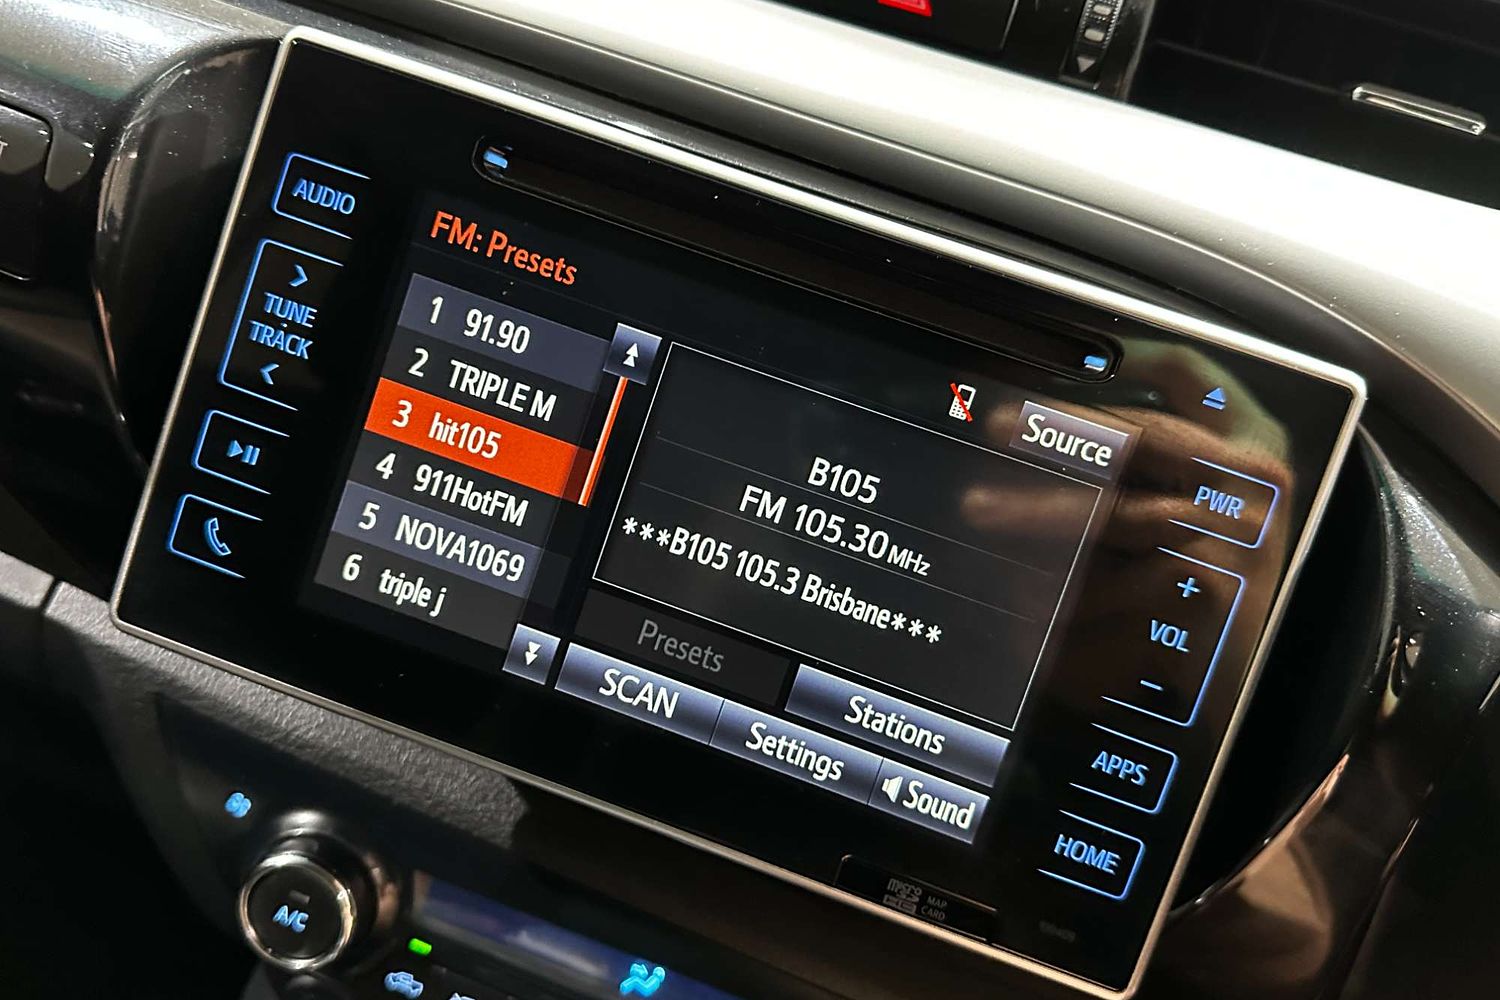 AUDIO
TUNE
TRACK
FM: Presets
1 91.90
2 TRIPLE M
3 hit105
4 911HotFM
5 NOVA1069
6 triple j
Source
B105
FM 105.30MHz
***B105 105.3 Brisbane***
Presets
Stations
SCAN
Settings
Sound
PWR
+
VOL
-
APPS
HOME
micro
MAP
CARD
A/C